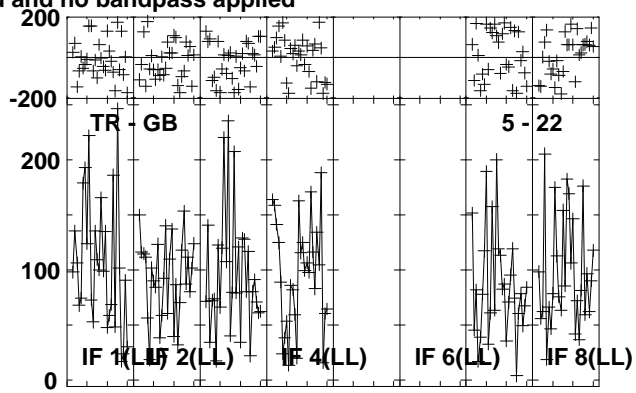 and no bandpass applied
200
-200
TR - GB 5 - 22
200
100
IF 1(LL) IF 2(LL) IF 4(LL) IF 6(LL) IF 8(LL)
0